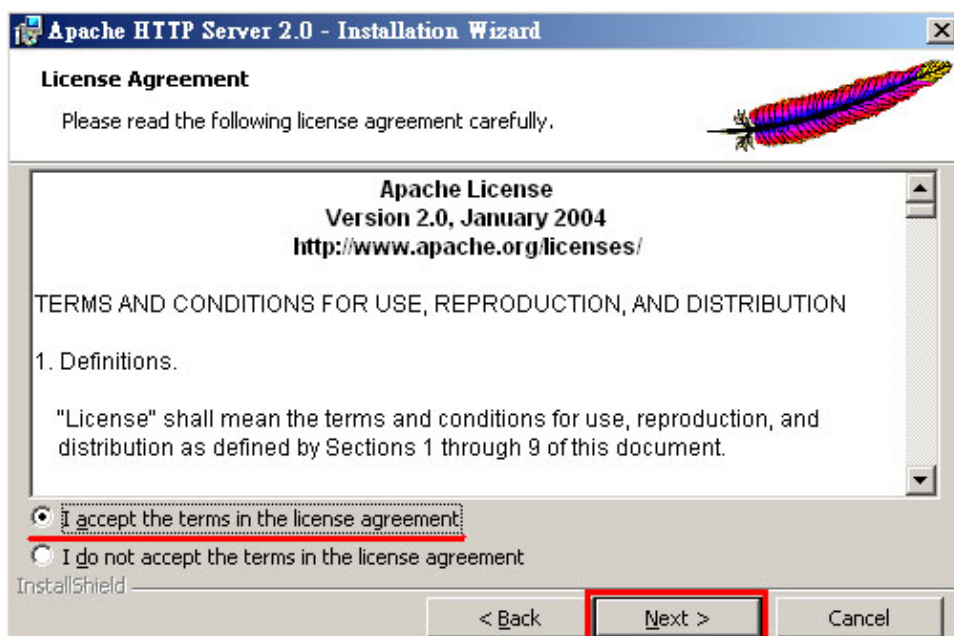 Apache HTTP Server 2.0 - Installation Wizard
License Agreement
Please read the following license agreement carefully.
Apache License
Version 2.0, January 2004
http://www.apache.org/licenses/
TERMS AND CONDITIONS FOR USE, REPRODUCTION, AND DISTRIBUTION
1. Definitions.
"License" shall mean the terms and conditions for use, reproduction, and
distribution as defined by Sections 1 through 9 of this document.
I accept the terms in the license agreement
I do not accept the terms in the license agreement
InstallShield
< Back
Next >
Cancel